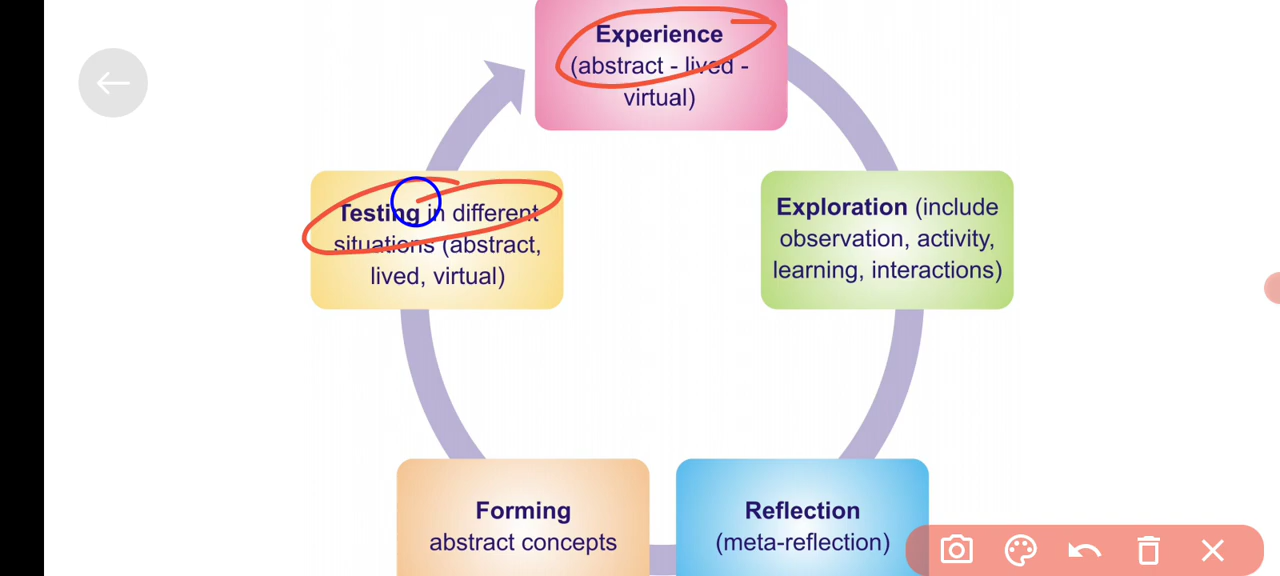 Experience
(abstract - lived -
virtual)
Exploration (include
observation, activity,
learning, interactions)
Reflection
(meta-reflection)
Forming
abstract concepts
Testing in different
situations (abstract,
lived, virtual)